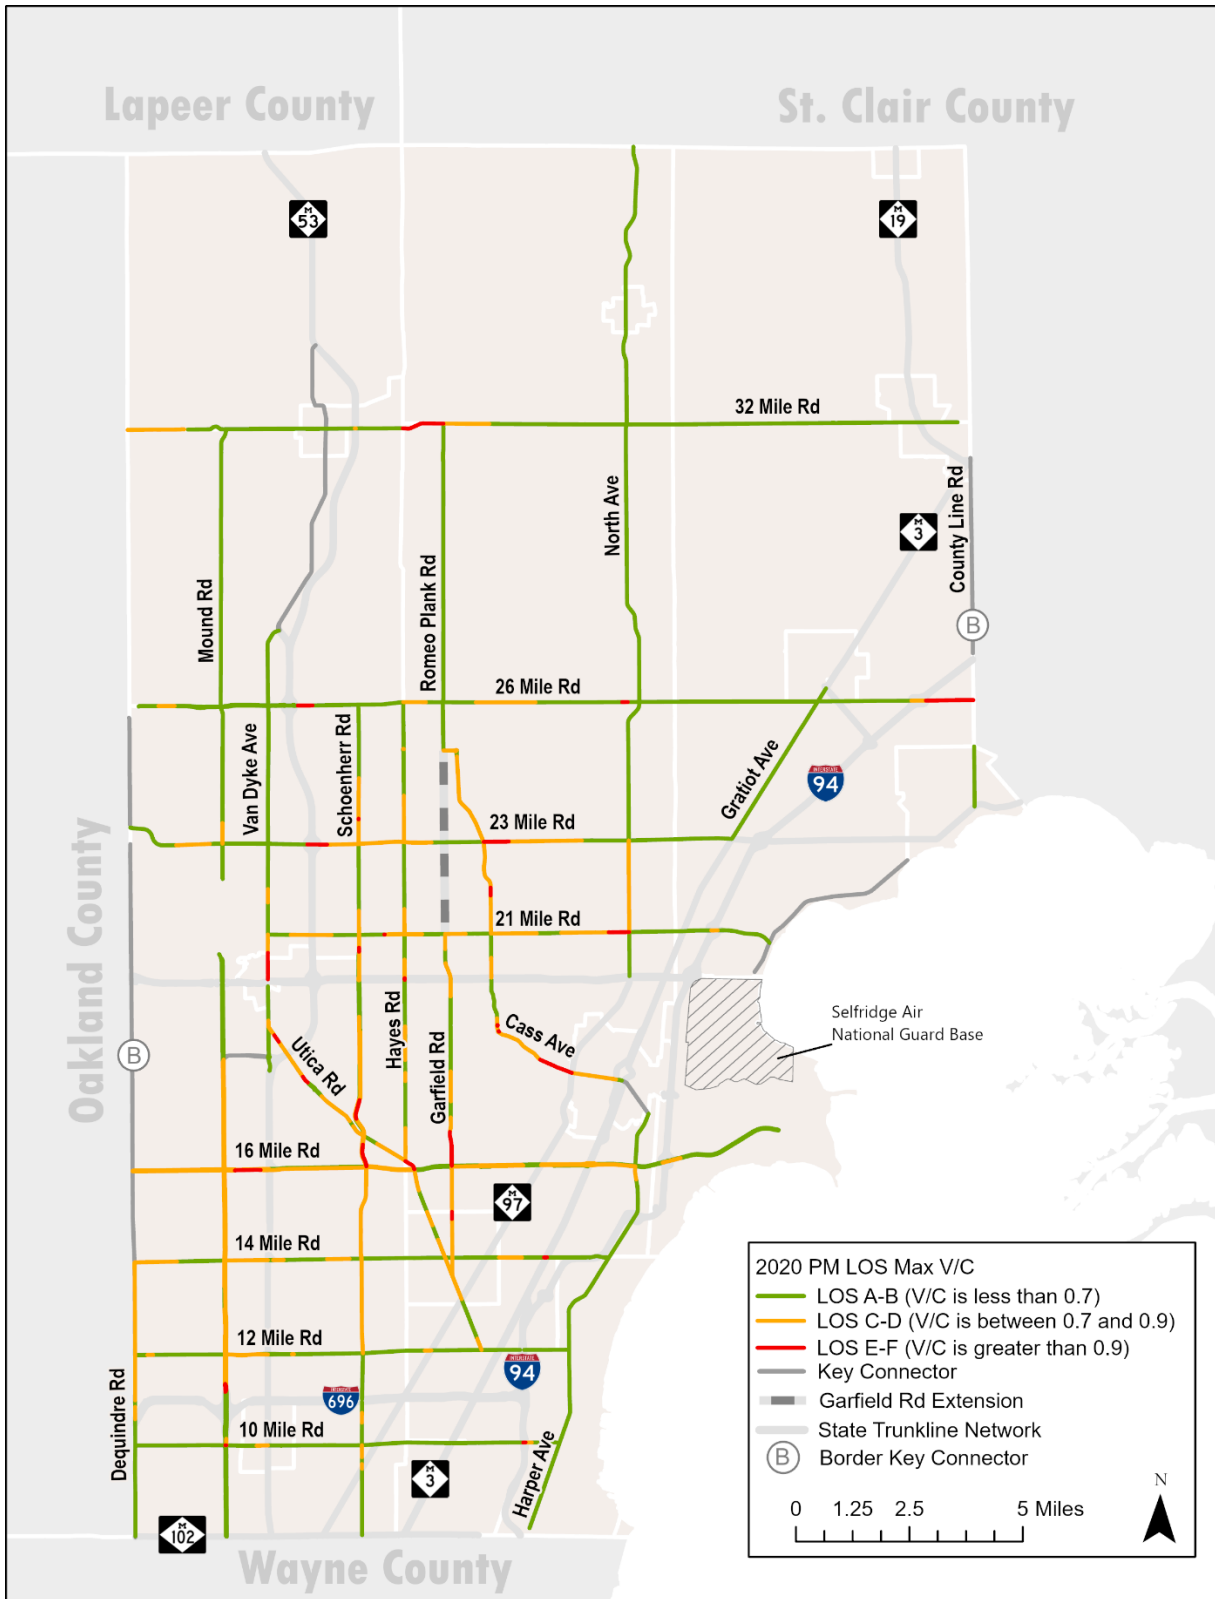 Lapeer County
St. Clair County
M
53
M
19
32 Mile Rd
North Ave
County Line Rd
M
3
Mound Rd
Romeo Plank Rd
B
26 Mile Rd
Van Dyke Ave
Schoenherr Rd
Gratiot Ave
INTERSTATE
94
23 Mile Rd
Oakland County
21 Mile Rd
Selfridge Air
National Guard Base
Hayes Rd
Cass Ave
Utica Rd
Garfield Rd
B
16 Mile Rd
M
97
14 Mile Rd
12 Mile Rd
INTERSTATE
94
INTERSTATE
696
Dequindre Rd
10 Mile Rd
Harper Ave
M
3
M
102
Wayne County
2020 PM LOS Max V/C
LOS A-B (V/C is less than 0.7)
LOS C-D (V/C is between 0.7 and 0.9)
LOS E-F (V/C is greater than 0.9)
Key Connector
Garfield Rd Extension
State Trunkline Network
B Border Key Connector
N
0 1.25 2.5 5 Miles